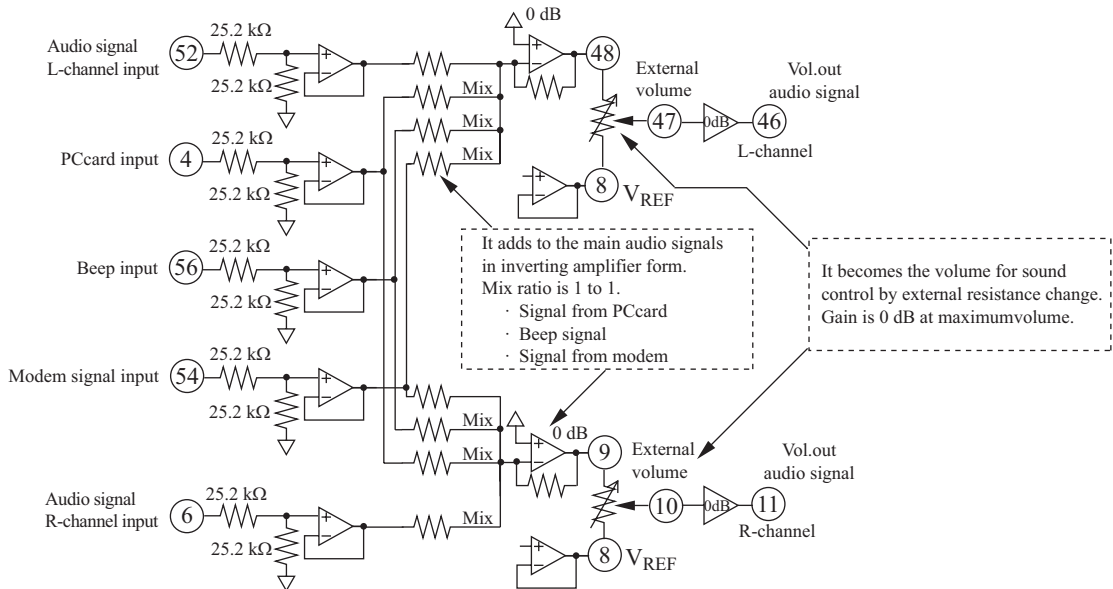 0 dB
25.2 kΩ
Audio signal
L-channel input
52
25.2 kΩ
48
External
volume
Vol.out
audio signal
Mix
Mix
Mix
47
0dB
46
L-channel
25.2 kΩ
PCcard input
4
25.2 kΩ
8
VREF
It adds to the main audio signals
in inverting amplifier form.
Mix ratio is 1 to 1.
· Signal from PCcard
· Beep signal
· Signal from modem
It becomes the volume for sound
control by external resistance change.
Gain is 0 dB at maximumvolume.
25.2 kΩ
Beep input
56
25.2 kΩ
25.2 kΩ
Modem signal input
54
25.2 kΩ
Mix
Mix
Mix
0 dB
9
External
volume
Vol.out
audio signal
10
0dB
11
R-channel
25.2 kΩ
Audio signal
R-channel input
6
25.2 kΩ
Mix
8
VREF